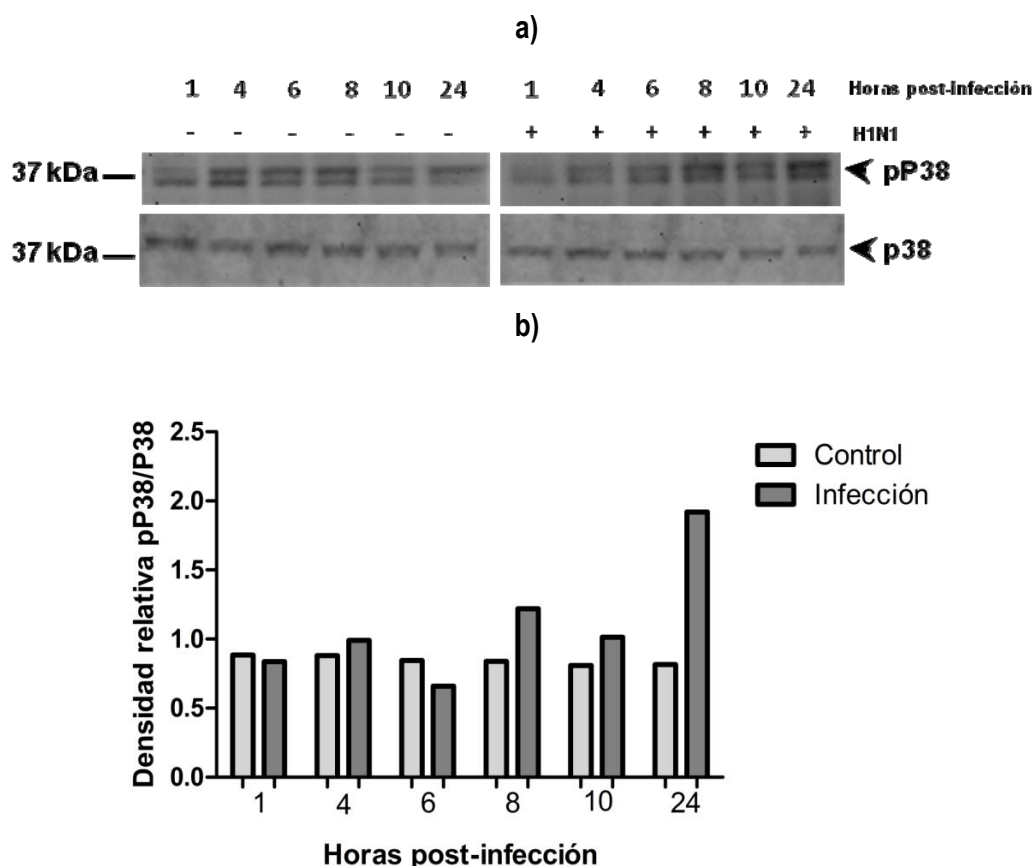 a)
1 4 6 8 10 24 1 4 6 8 10 24 Horas post-infección
- - - - - - + + + + + + H1N1
37 kDa pP38
37 kDa p38
b)
Densidad relativa pP38/P38
2.5
2.0
1.5
1.0
0.5
0.0
Control
Infección
1 4 6 8 10 24
Horas post-infección